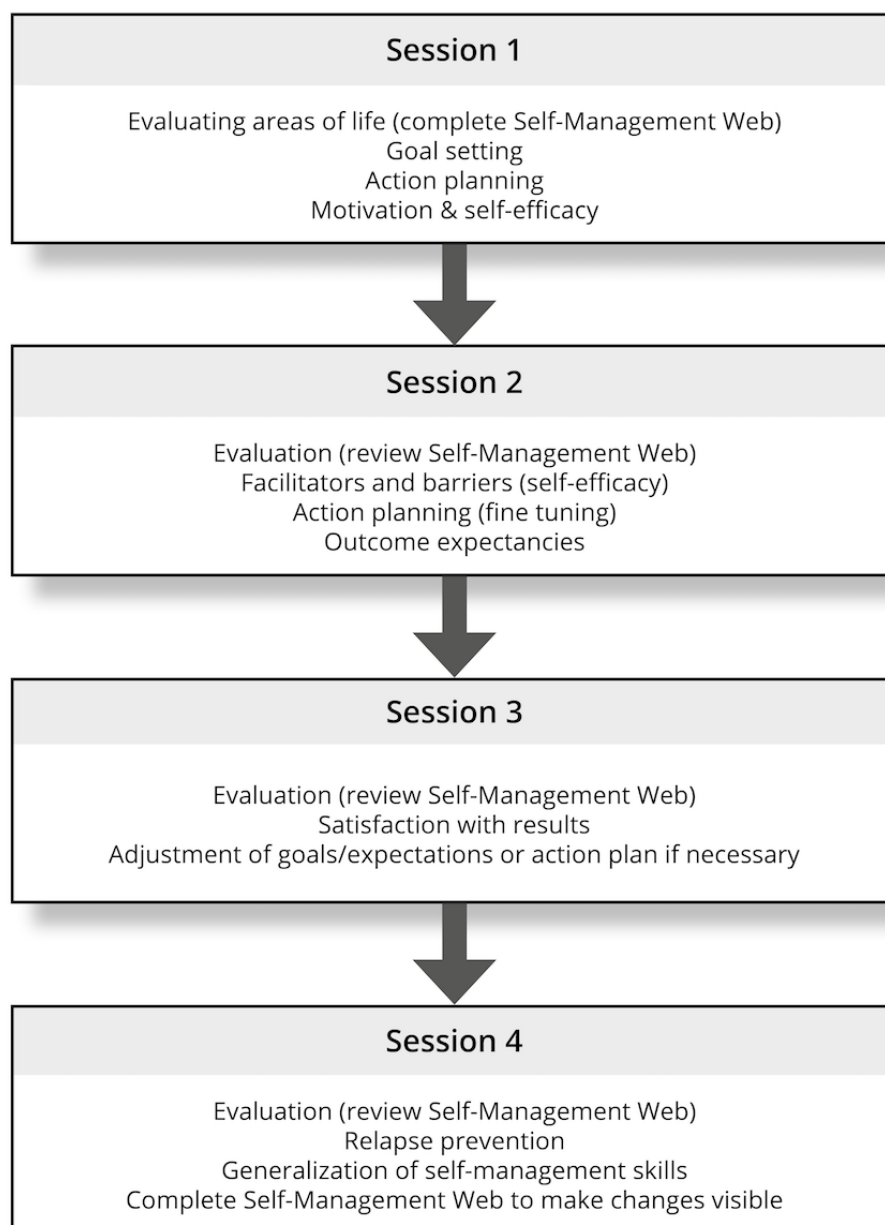 Session 1
Evaluating areas of life (complete Self-Management Web)
Goal setting
Action planning
Motivation & self-efficacy
Session 2
Evaluation (review Self-Management Web)
Facilitators and barriers (self-efficacy)
Action planning (fine tuning)
Outcome expectancies
Session 3
Evaluation (review Self-Management Web)
Satisfaction with results
Adjustment of goals/expectations or action plan if necessary
Session 4
Evaluation (review Self-Management Web)
Relapse prevention
Generalization of self-management skills
Complete Self-Management Web to make changes visible